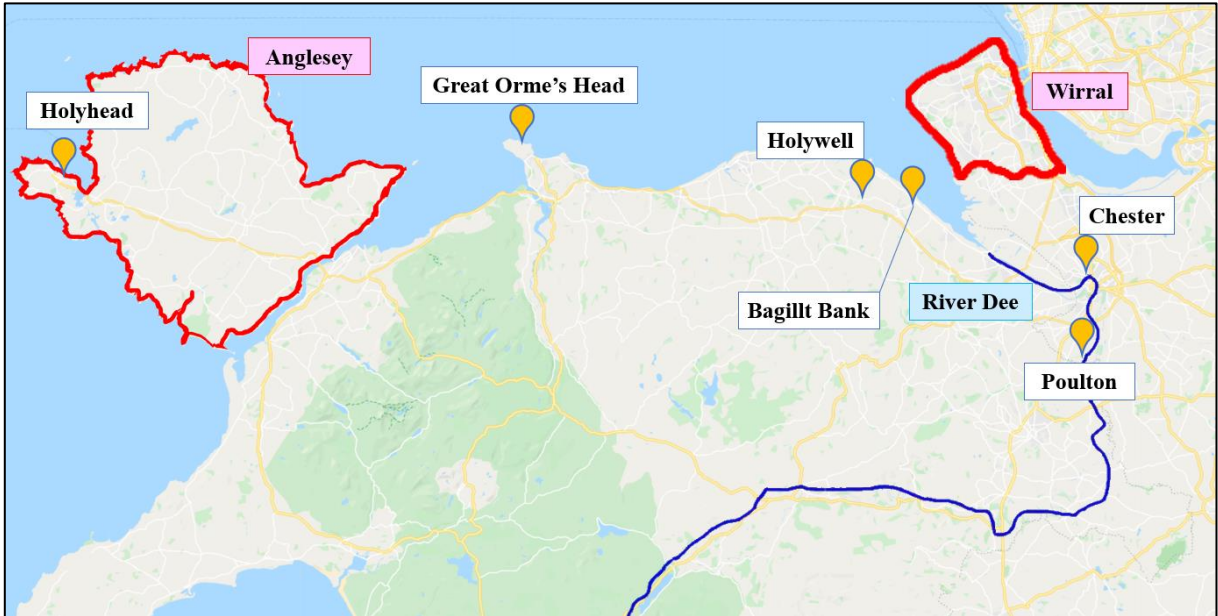 Anglesey
Great Orme's Head
Wirral
Holyhead
Holywell
Chester
River Dee
Bagillt Bank
Poulton